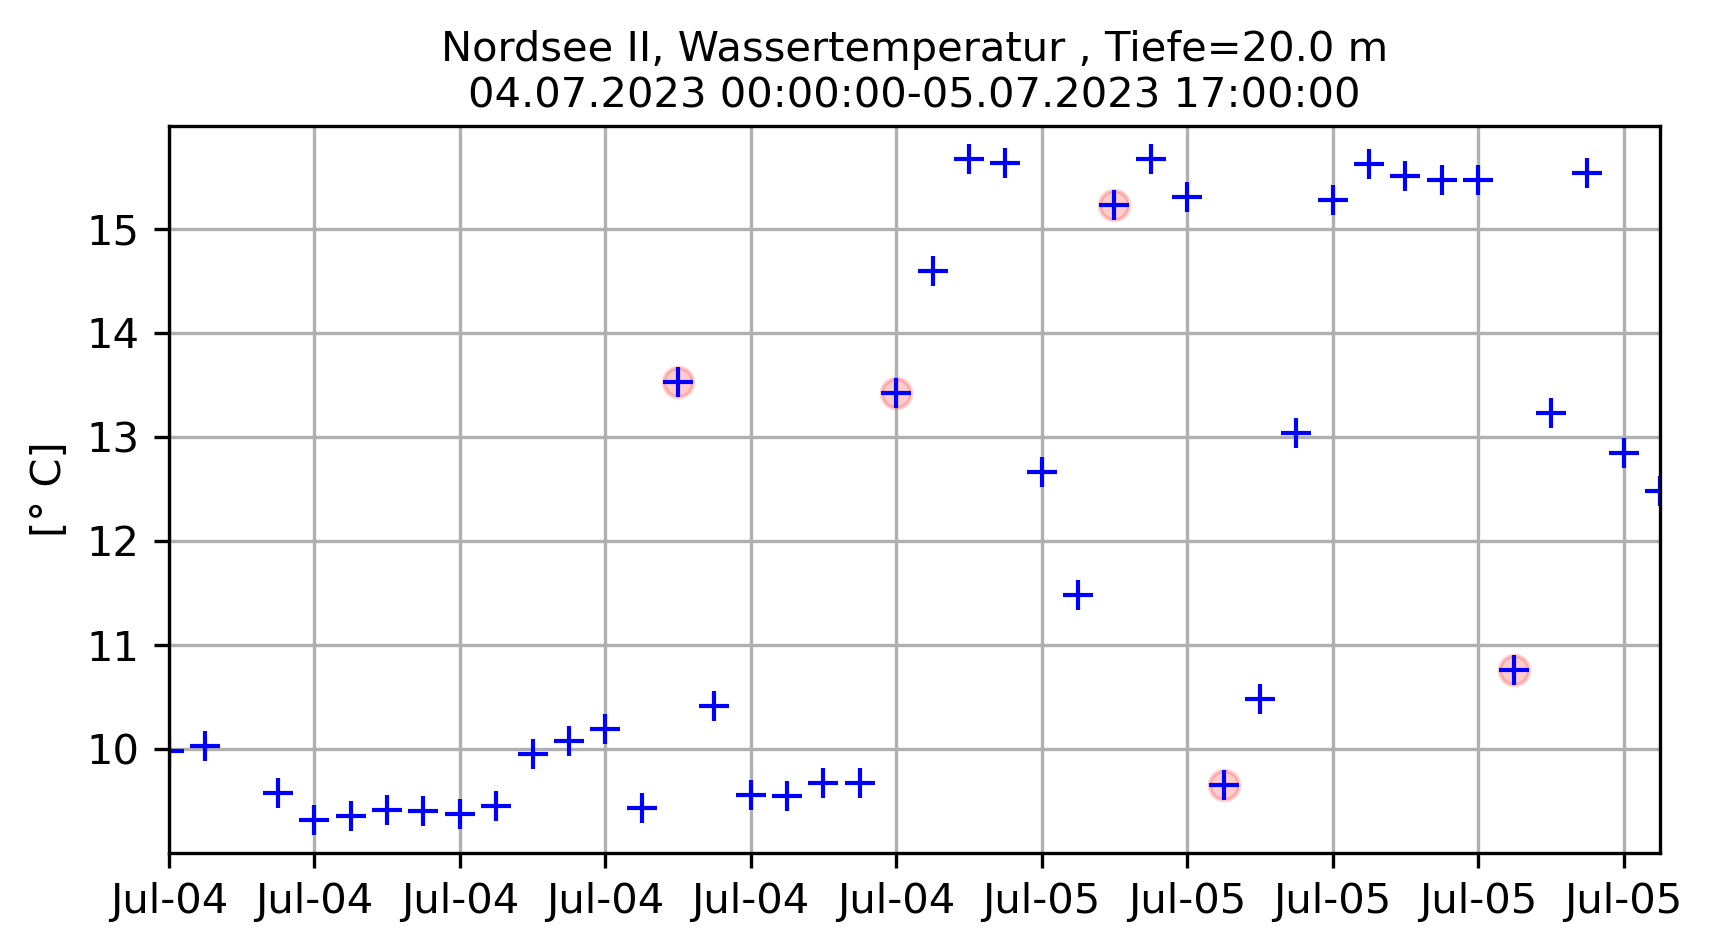 Nordsee II, Wassertemperatur , Tiefe=20.0 m
04.07.2023 00:00:00-05.07.2023 17:00:00
[° C]
15
14
13
12
11
10
Jul-04 Jul-04 Jul-04 Jul-04 Jul-04 Jul-04 Jul-05 Jul-05 Jul-05 Jul-05 Jul-05